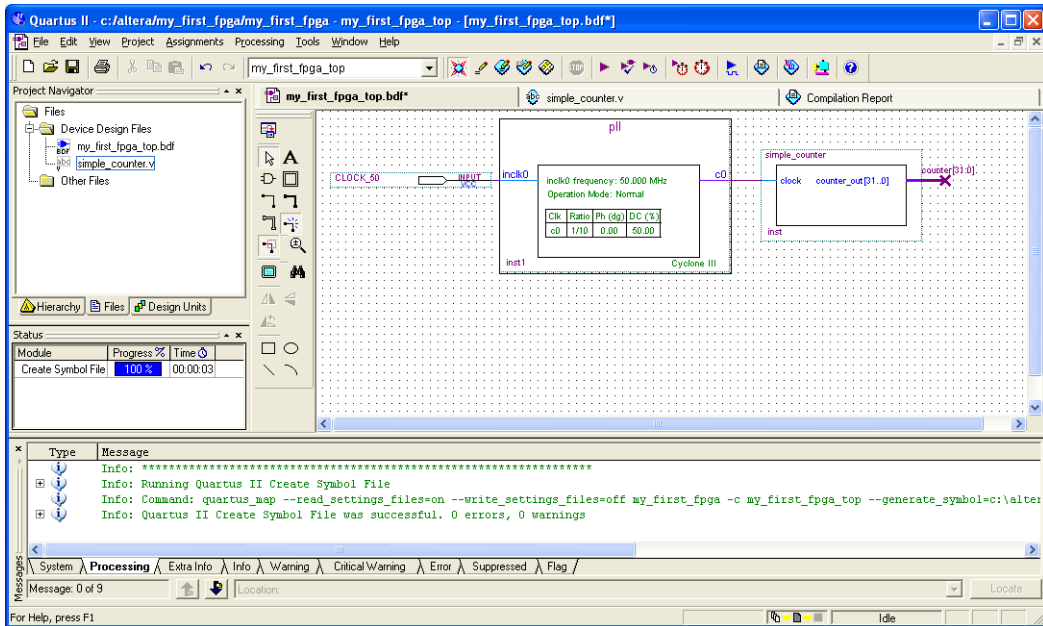 Quartus II - c:/altera/my_first_fpga/my_first_fpga - my_first_fpga_top - [my_first_fpga_top.bdf*]
File Edit View Project Assignments Processing Tools Window Help
my_first_fpga_top
Project Navigator
Files
Device Design Files
my_first_fpga_top.bdf
simple_counter.v
Other Files
Hierarchy Files Design Units
Status
Module Progress % Time
Create Symbol File 100 % 00:00:03
my_first_fpga_top.bdf* simple_counter.v Compilation Report
CLOCK_50 INPUT
VCC
pll
inclk0 c0
inclk0 frequency: 50.000 MHz
Operation Mode: Normal
Clk Ratio Ph (dg) DC (%)
c0 1/10 0.00 50.00
inst1 Cyclone III
simple_counter
clock counter_out[31..0]
inst
counter[31:0]
Messages
Type Message
Info: *******************************************************************
Info: Running Quartus II Create Symbol File
Info: Command: quartus_map --read_settings_files=on --write_settings_files=off my_first_fpga -c my_first_fpga_top --generate_symbol=c:\alter
Info: Quartus II Create Symbol File was successful. 0 errors, 0 warnings
System Processing Extra Info Info Warning Critical Warning Error Suppressed Flag
Message: 0 of 9 Location: Locate
For Help, press F1 Idle